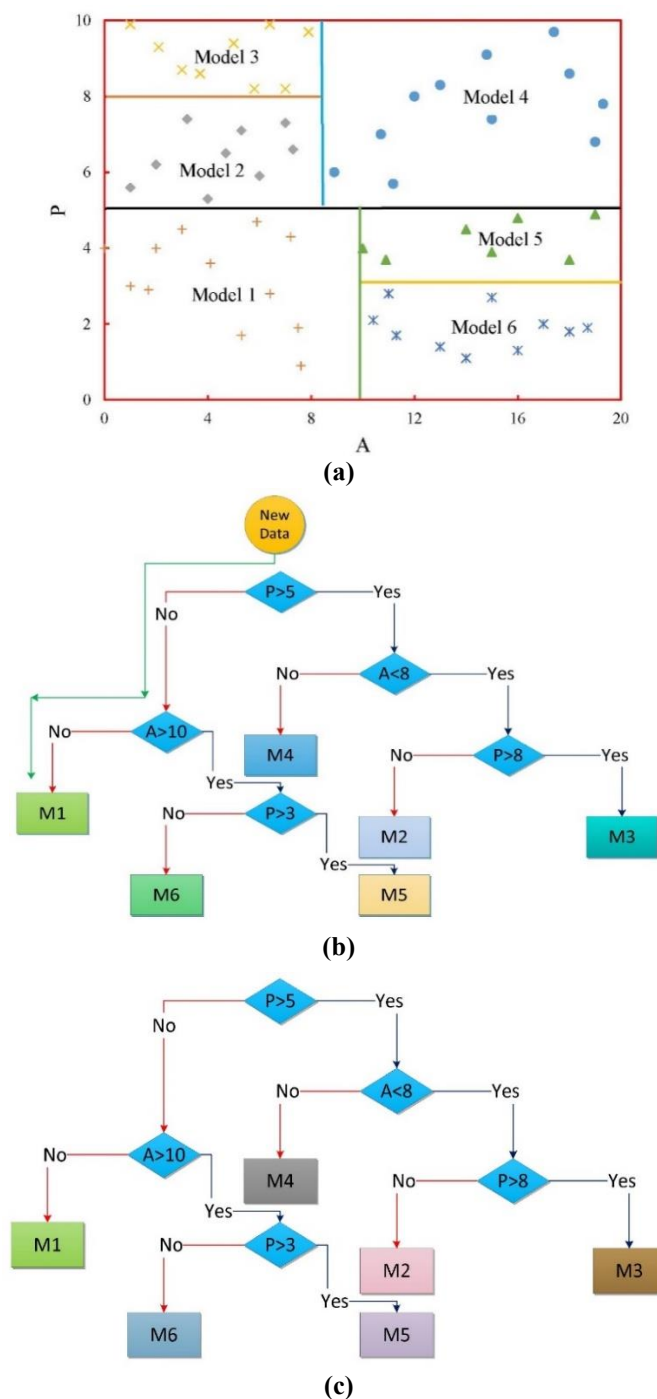 10
Model 3
8
Model 4
6
Model 2
P
4
Model 5
Model 1
2
Model 6
0
0 4 8 12 16 20
A
(a)
New
Data
P>5
Yes
No
A<8
No Yes
A>10
No
M4
P>8
No Yes
Yes
M1
P>3
No
M2
M3
Yes
M6
M5
(b)
P>5
Yes
No
A<8
No Yes
A>10
No
M4
P>8
No Yes
Yes
M1
P>3
No
M2
M3
Yes
M6
M5
(c)